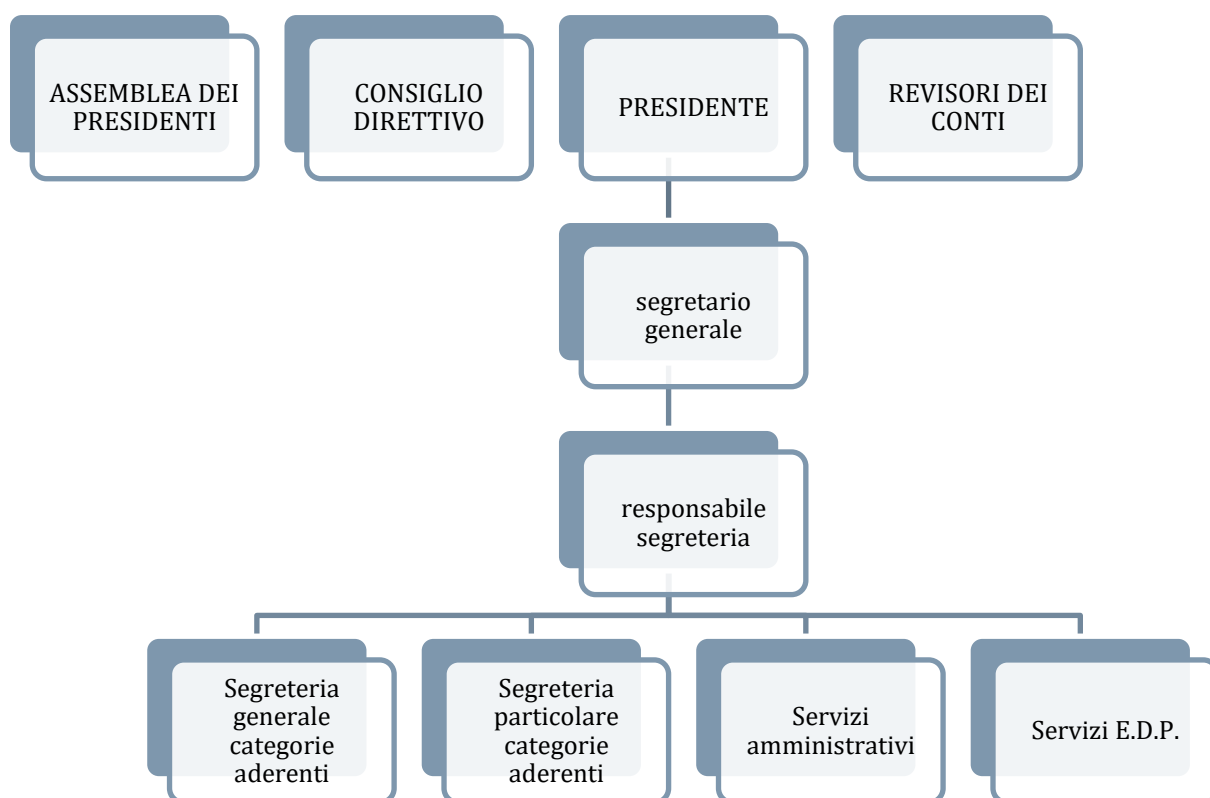 ASSEMBLEA DEI
PRESIDENTI
CONSIGLIO
DIRETTIVO
PRESIDENTE
REVISORI DEI
CONTI
segretario
generale
responsabile
segreteria
Segreteria
generale
categorie
aderenti
Segreteria
particolare
categorie
aderenti
Servizi
amministrativi
Servizi E.D.P.